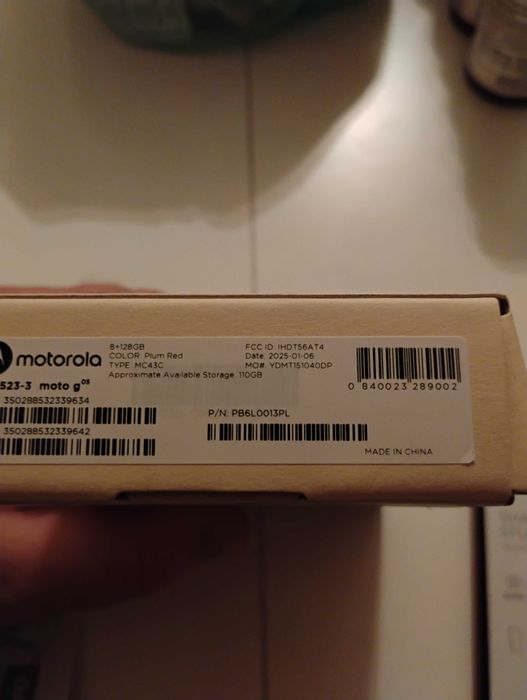 8+128GB
COLOR: Plum Red
TYPE: MC43C
Approximate Available Storage: 110GB
FCC ID: IHDT56AT4
Date: 2025-01-06
MO#: YDMT151040DP
motorola
523-3 moto g05
350288532339634
350288532339642
P/N: PB6L0013PL
0 840023 289002
MADE IN CHINA